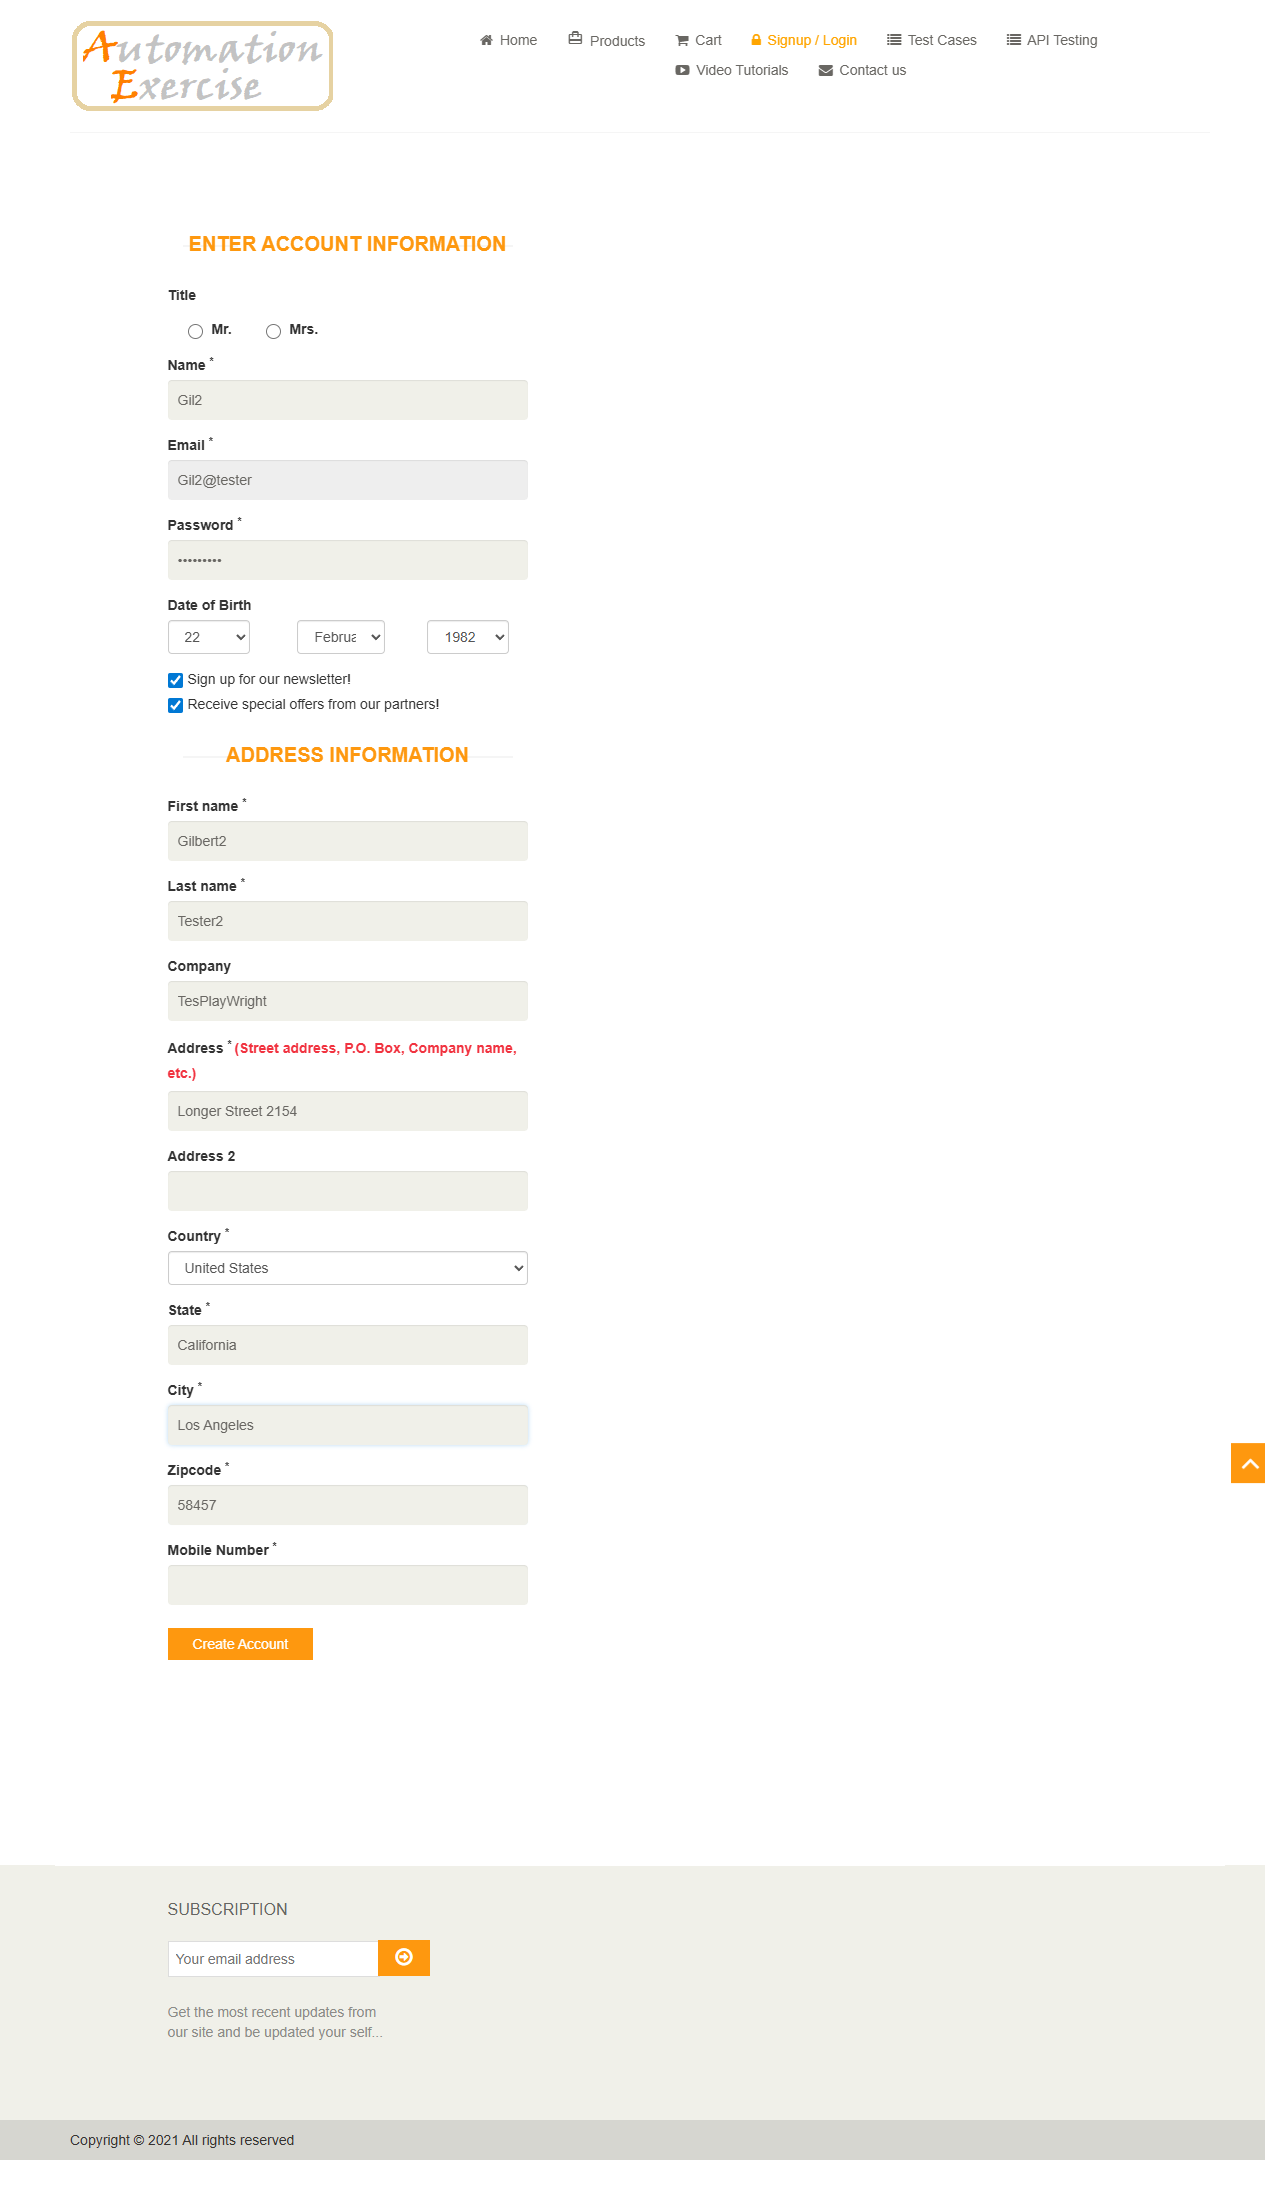 Automation
Exercise
Home Products Cart Signup / Login Test Cases API Testing
Video Tutorials Contact us
ENTER ACCOUNT INFORMATION
Title
Mr. Mrs.
Name *
Gil2
Email *
Gil2@tester
Password *
•••••••••
Date of Birth
22 Februa 1982
Sign up for our newsletter!
Receive special offers from our partners!
ADDRESS INFORMATION
First name *
Gilbert2
Last name *
Tester2
Company
TesPlayWright
Address * (Street address, P.O. Box, Company name,
etc.)
Longer Street 2154
Address 2
Country *
United States
State *
California
City *
Los Angeles
Zipcode *
58457
Mobile Number *
Create Account
SUBSCRIPTION
Your email address
Get the most recent updates from
our site and be updated your self...
Copyright © 2021 All rights reserved